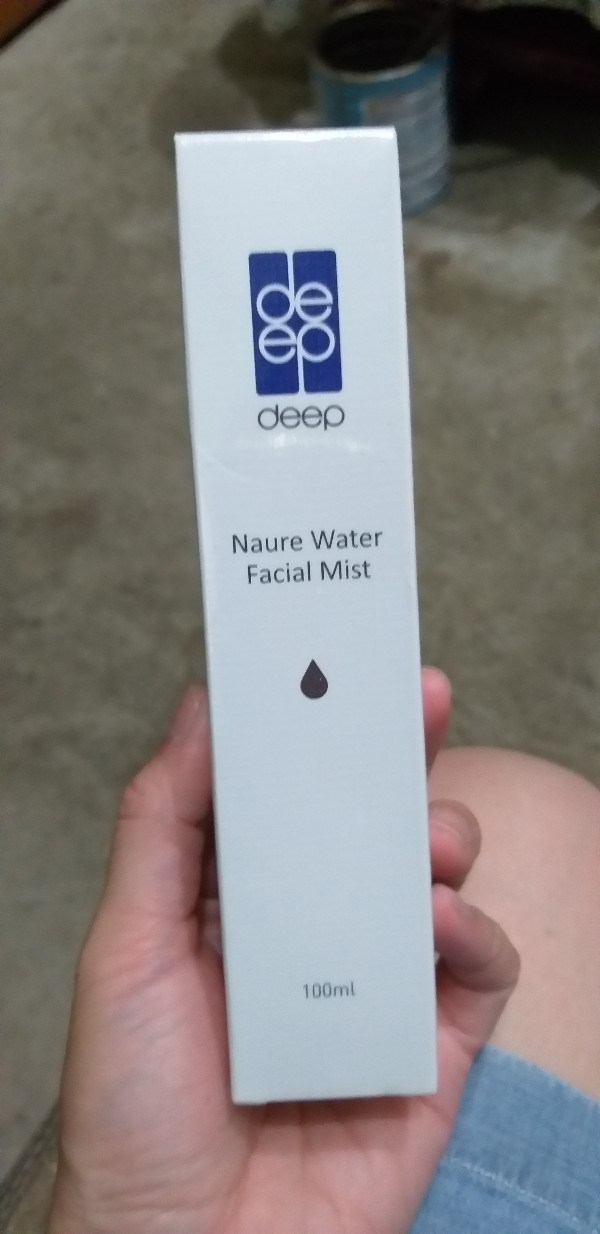 de
ep
deep
Naure Water
Facial Mist
100ml